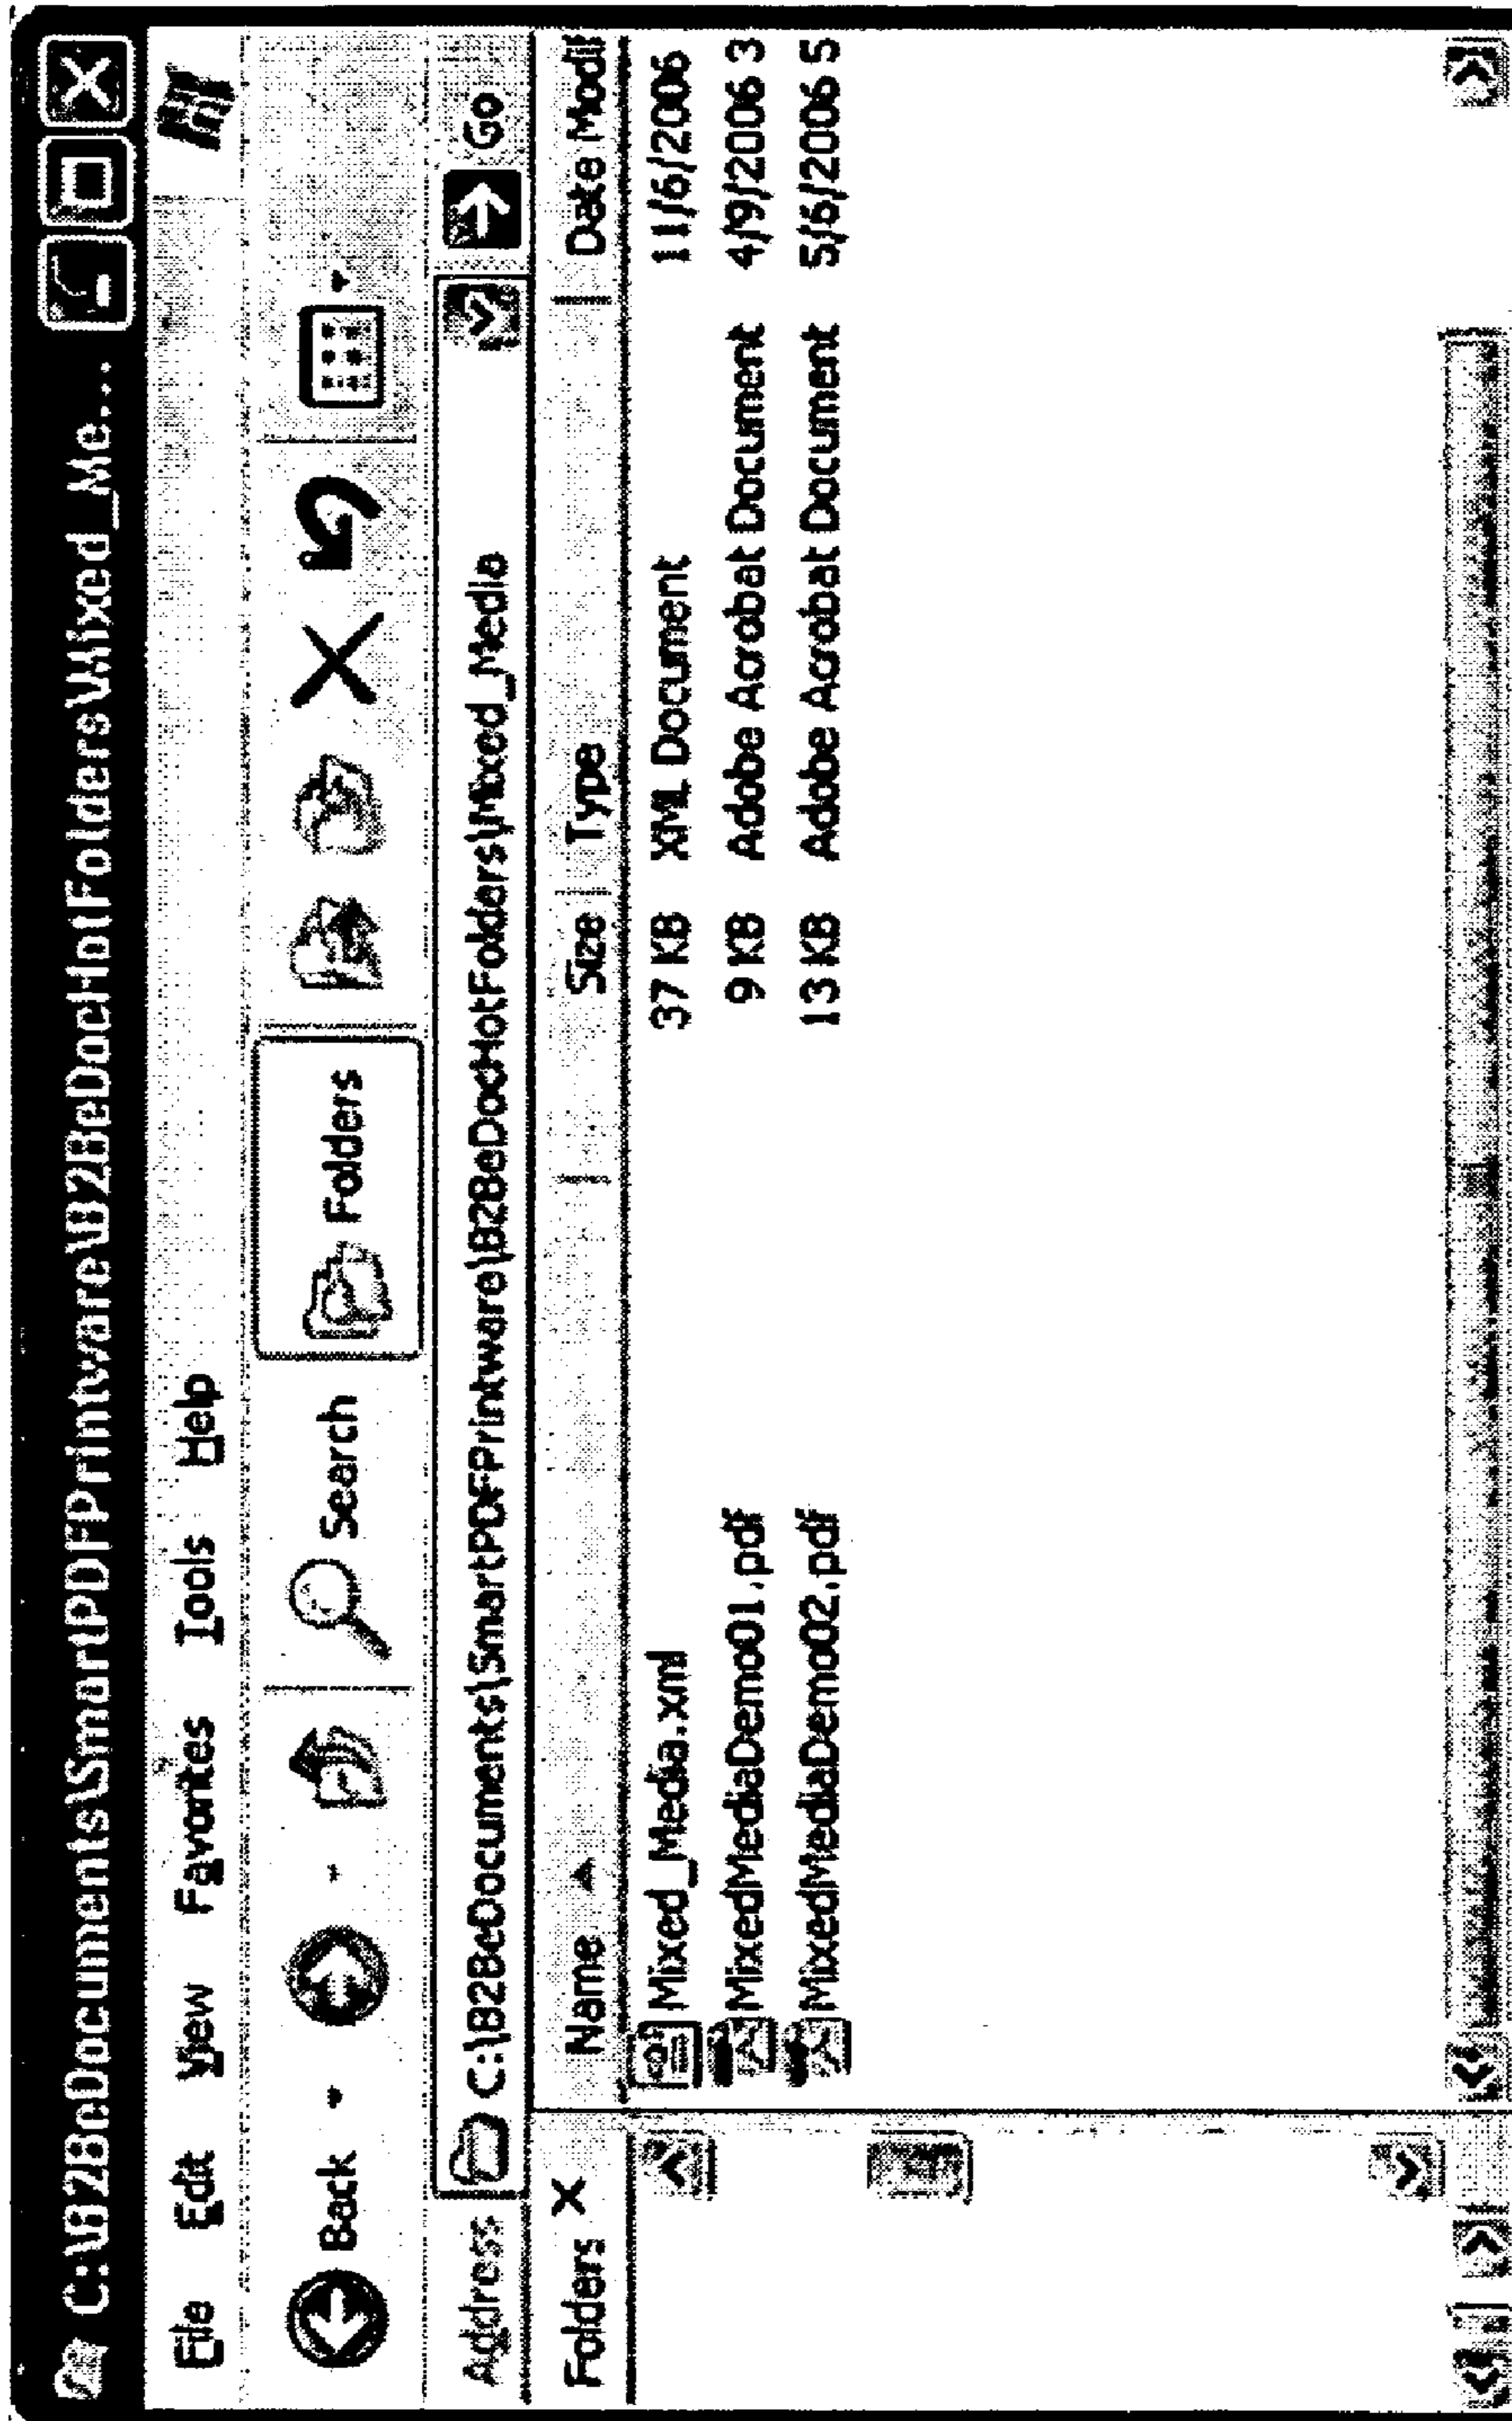 C:\B2BeDocuments\SmartPDFPrintware\B2BeDocHotFolders\Mixed_Me...
File Edit View Favorites Tools Help
Back Search Folders
Address C:\B2BeDocuments\SmartPDFPrintware\B2BeDocHotFolders\Mixed_Media Go
Folders X Name Size Type Date Modif
Mixed_Media.xml 37 KB XML Document 11/6/2006
MixedMediaDemo01.pdf 9 KB Adobe Acrobat Document 4/9/2006 3
MixedMediaDemo02.pdf 13 KB Adobe Acrobat Document 5/6/2006 5